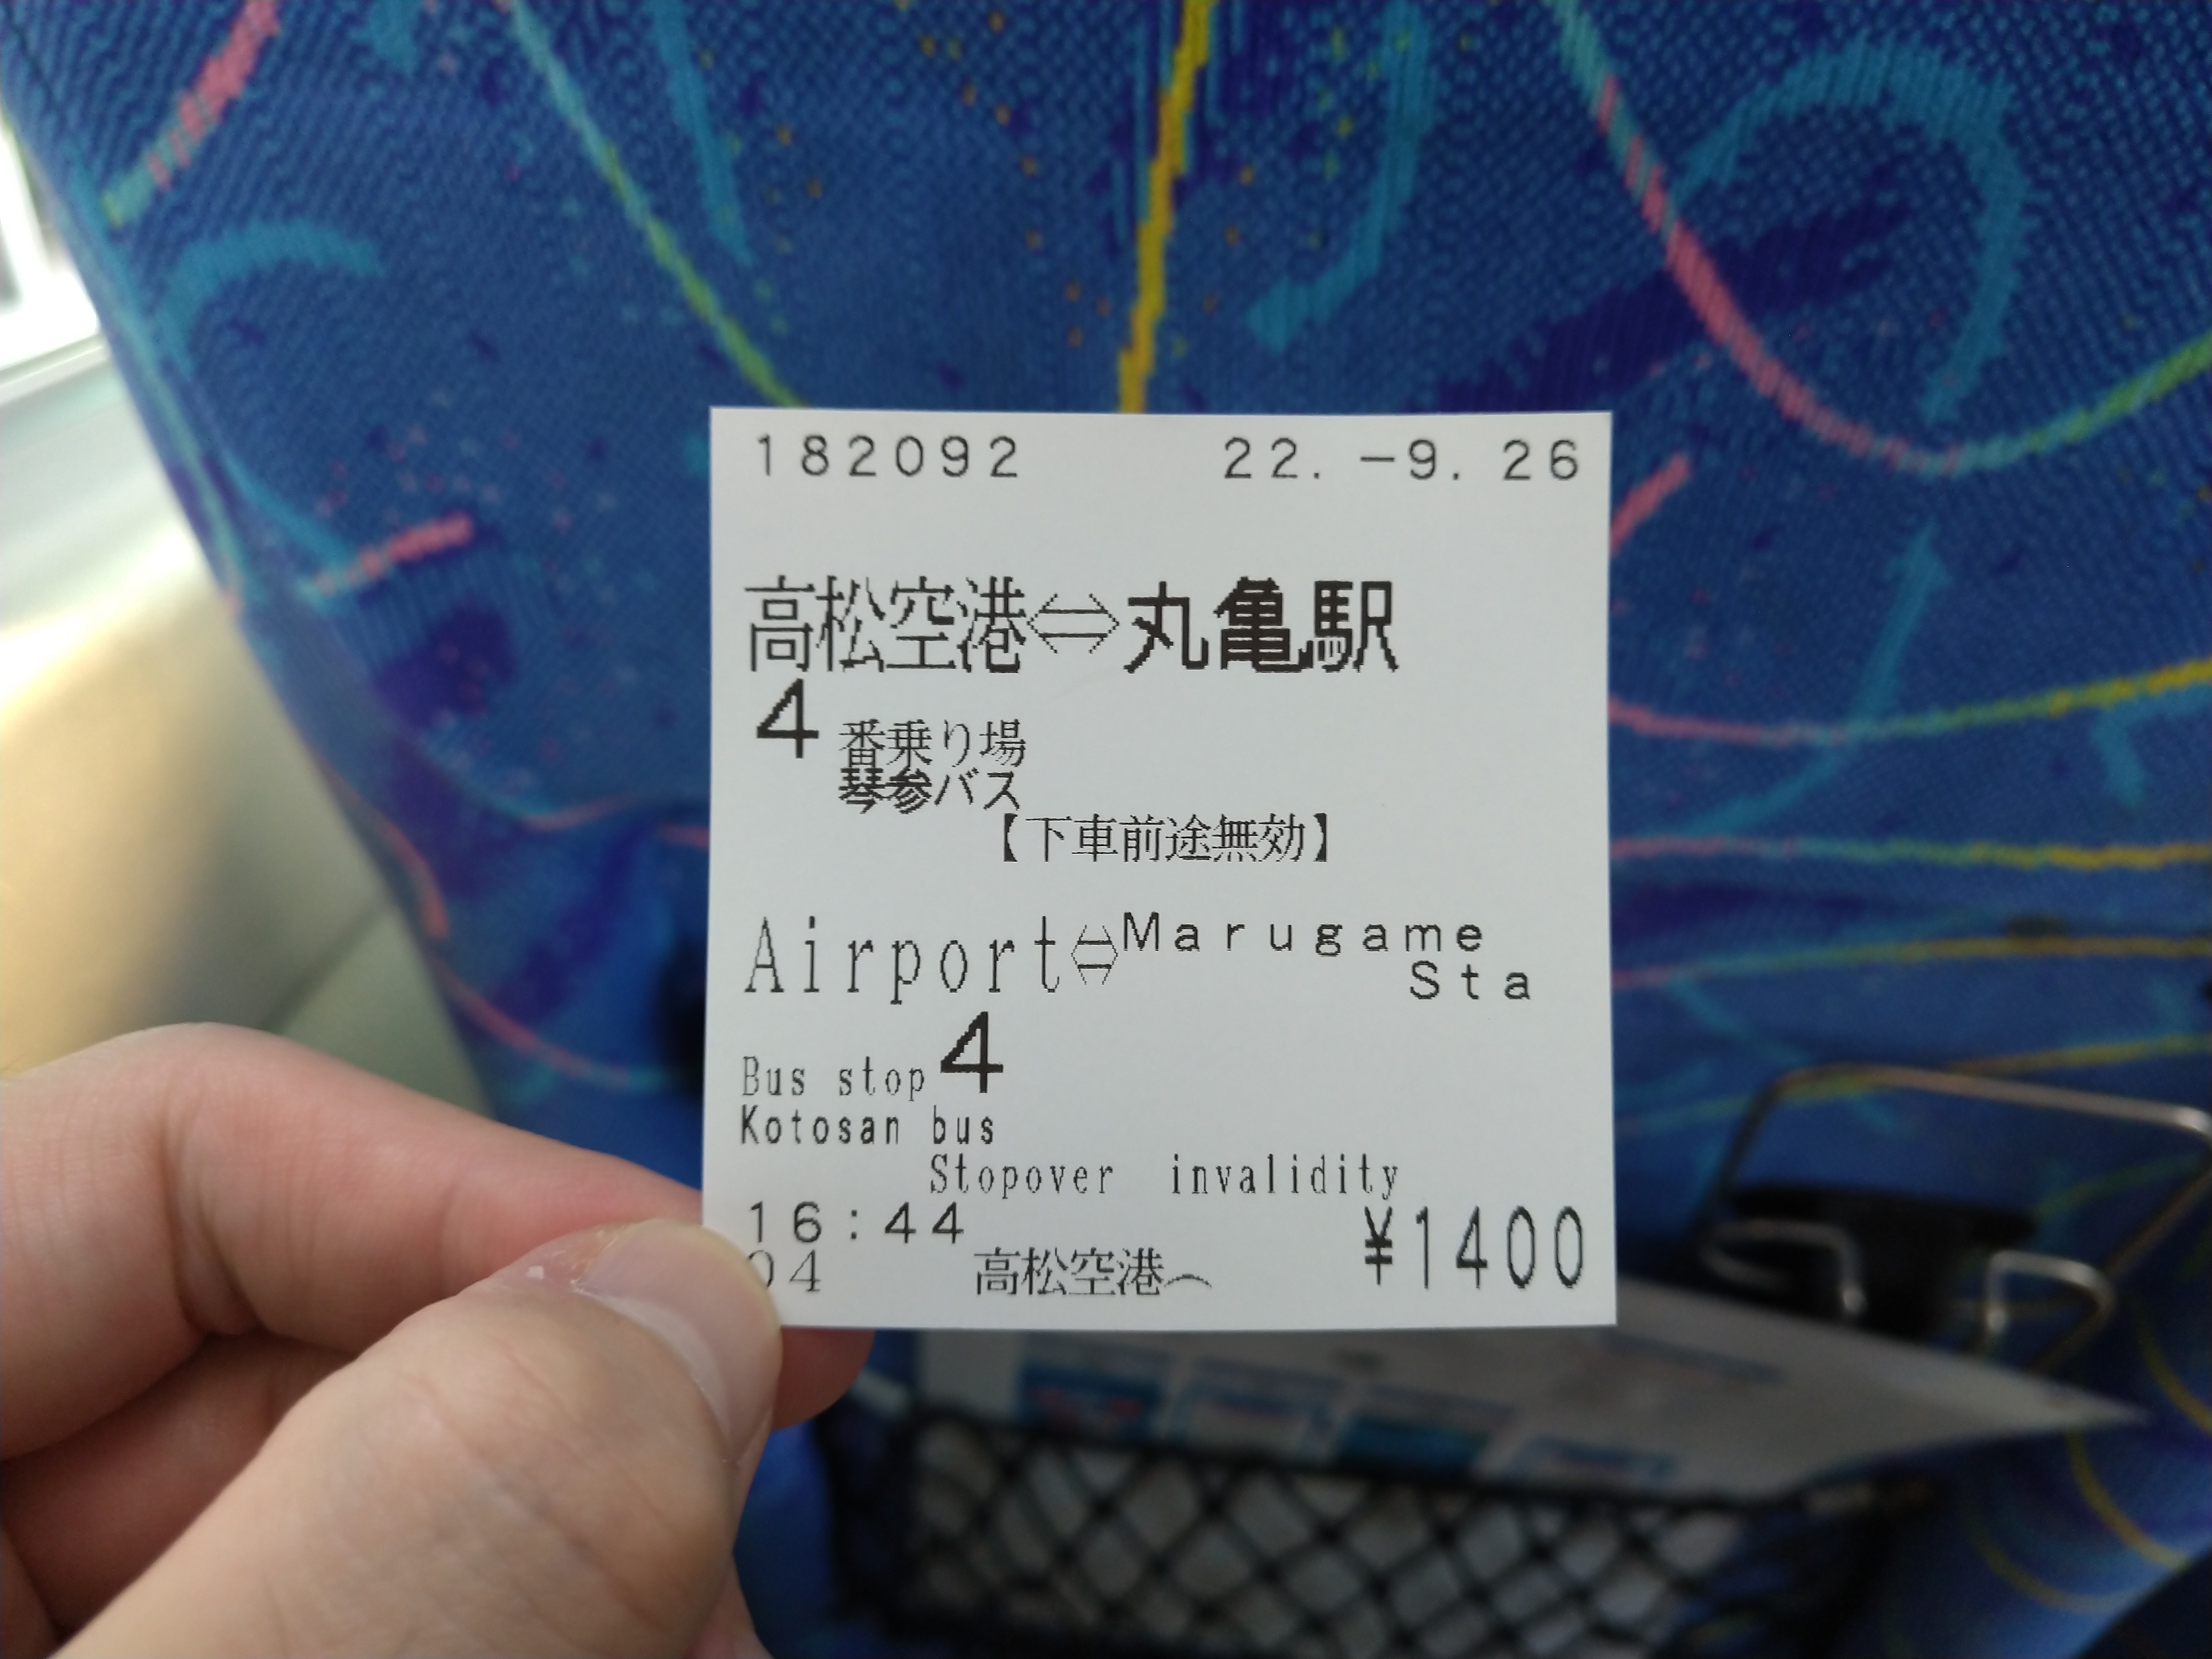 182092 22.-9.26
高松空港⇔丸亀駅
4 番乗り場
琴参バス
【下車前途無効】
Airport⇔Marugame
Sta
Bus stop 4
Kotosan bus
Stopover invalidity
16:44
04 高松空港へ ¥1400